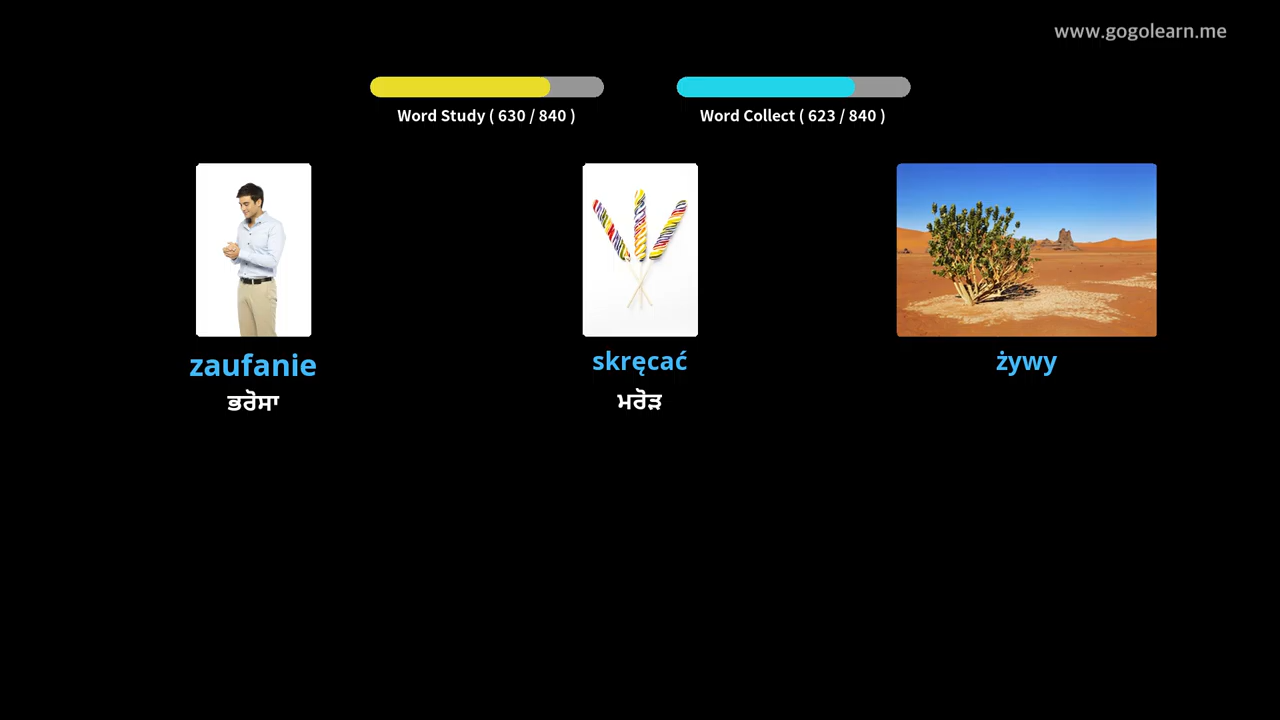 www.gogolearn.me
Word Study ( 630 / 840 )
Word Collect ( 623 / 840 )
zaufanie
skręcać
żywy
ਭਰੋਸਾ
ਮਰੋੜ